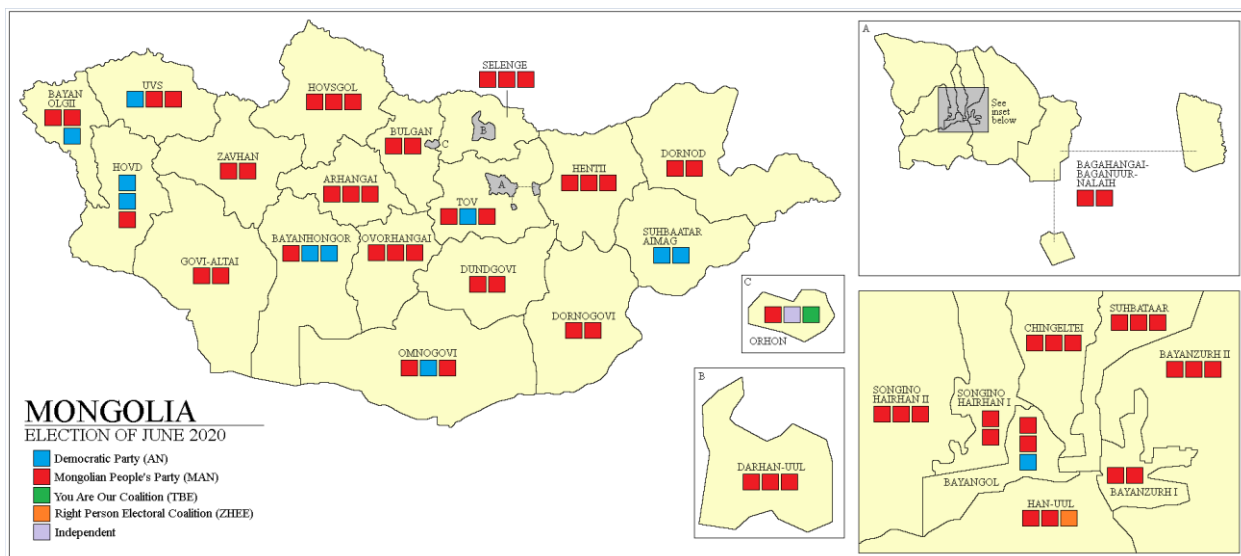 SELENGE
UVS
HOVSGOL
BAYAN
OLGII
BULGAN
B
C
HOVD
ZAVHAN
HENTII
DORNOD
ARHANGAI
A
TOV
SUHBAATAR
AIMAG
BAYANHONGOR
OVORHANGAI
GOVI-ALTAI
DUNDGOVI
DORNOGOVI
OMNOGOVI
MONGOLIA
ELECTION OF JUNE 2020
Democratic Party (AN)
Mongolian People's Party (MAN)
You Are Our Coalition (TBE)
Right Person Electoral Coalition (ZHEE)
Independent
A
See
inset
below
BAGAHANGAI-
BAGANUUR-
NALAIH
C
ORHON
B
DARHAN-UUL
SUHBATAAR
CHINGELTEI
BAYANZURH II
SONGINO
HAIRHAN II
SONGINO
HAIRHAN I
BAYANGOL
BAYANZURH I
HAN-UUL